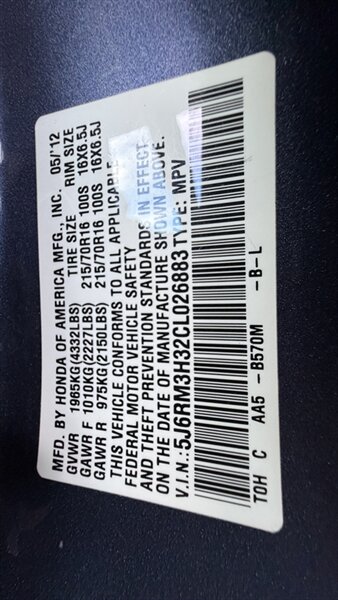 MFD. BY HONDA OF AMERICA MFG., INC. 05/'12
GVWR 1965KG(4332LBS) TIRE SIZE RIM SIZE
GAWR F 1010KG(2227LBS) 215/70R16 100S 16X6.5J
GAWR R 975KG(2150LBS) 215/70R16 100S 16X6.5J
THIS VEHICLE CONFORMS TO ALL APPLICABLE
FEDERAL MOTOR VEHICLE SAFETY
AND THEFT PREVENTION STANDARDS IN EFFECT
ON THE DATE OF MANUFACTURE SHOWN ABOVE.
V.I.N.:5J6RM3H32CL026883 TYPE: MPV
TOH C AA5 -B570M -B-L